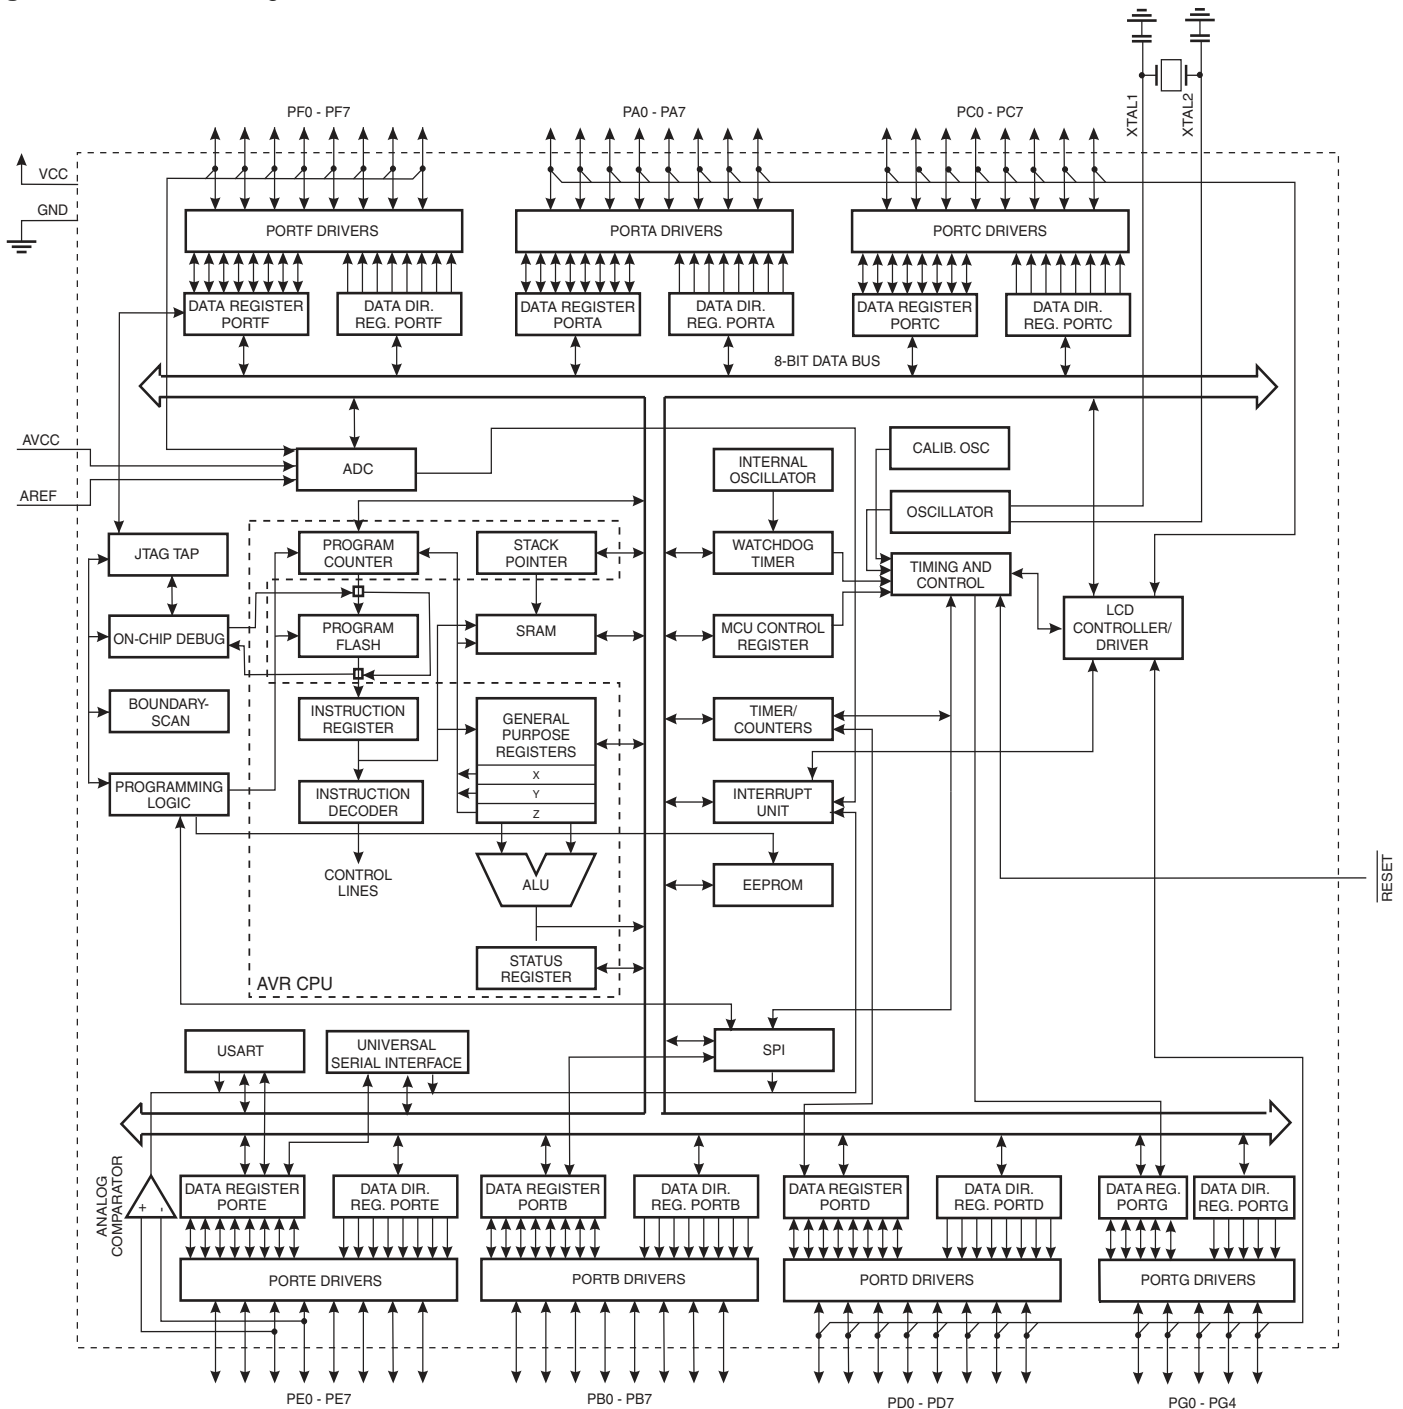 XTAL1
XTAL2
PF0 - PF7
PA0 - PA7
PC0 - PC7
VCC
GND
PORTF DRIVERS
PORTA DRIVERS
PORTC DRIVERS
DATA REGISTER
PORTF
DATA DIR.
REG. PORTF
DATA REGISTER
PORTA
DATA DIR.
REG. PORTA
DATA REGISTER
PORTC
DATA DIR.
REG. PORTC
8-BIT DATA BUS
AVCC
AREF
ADC
INTERNAL
OSCILLATOR
CALIB. OSC
OSCILLATOR
JTAG TAP
PROGRAM
COUNTER
STACK
POINTER
WATCHDOG
TIMER
TIMING AND
CONTROL
LCD
CONTROLLER/
DRIVER
ON-CHIP DEBUG
PROGRAM
FLASH
SRAM
MCU CONTROL
REGISTER
BOUNDARY-
SCAN
INSTRUCTION
REGISTER
GENERAL
PURPOSE
REGISTERS
X
Y
Z
TIMER/
COUNTERS
PROGRAMMING
LOGIC
INSTRUCTION
DECODER
INTERRUPT
UNIT
CONTROL
LINES
ALU
EEPROM
RESET
STATUS
REGISTER
AVR CPU
USART
UNIVERSAL
SERIAL INTERFACE
SPI
ANALOG
COMPARATOR
+
-
DATA REGISTER
PORTE
DATA DIR.
REG. PORTE
DATA REGISTER
PORTB
DATA DIR.
REG. PORTB
DATA REGISTER
PORTD
DATA DIR.
REG. PORTD
DATA REG.
PORTG
DATA DIR.
REG. PORTG
PORTE DRIVERS
PORTB DRIVERS
PORTD DRIVERS
PORTG DRIVERS
PE0 - PE7
PB0 - PB7
PD0 - PD7
PG0 - PG4